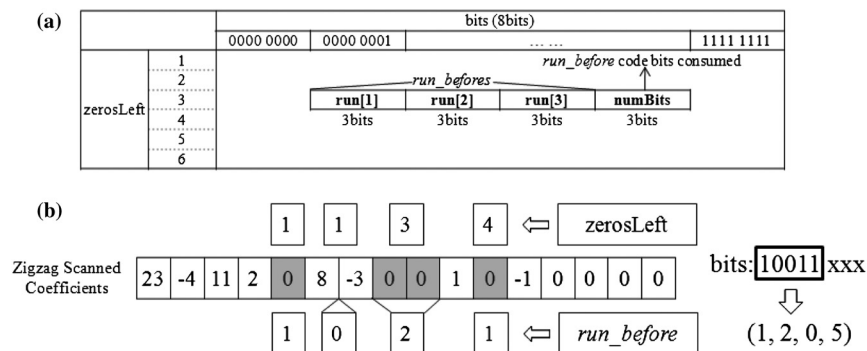 (a)
bits (8bits)
0000 0000 0000 0001 ... ... 1111 1111
zerosLeft
1
2
3
4
5
6
run_before code bits consumed
run_befores
run[1] run[2] run[3] numBits
3bits 3bits 3bits 3bits
(b)
1 1 3 4 zerosLeft
Zigzag Scanned
Coefficients
23 -4 11 2 0 8 -3 0 0 1 0 -1 0 0 0 0
1 0 2 1 run_before
bits: 10011 xxx
(1, 2, 0, 5)